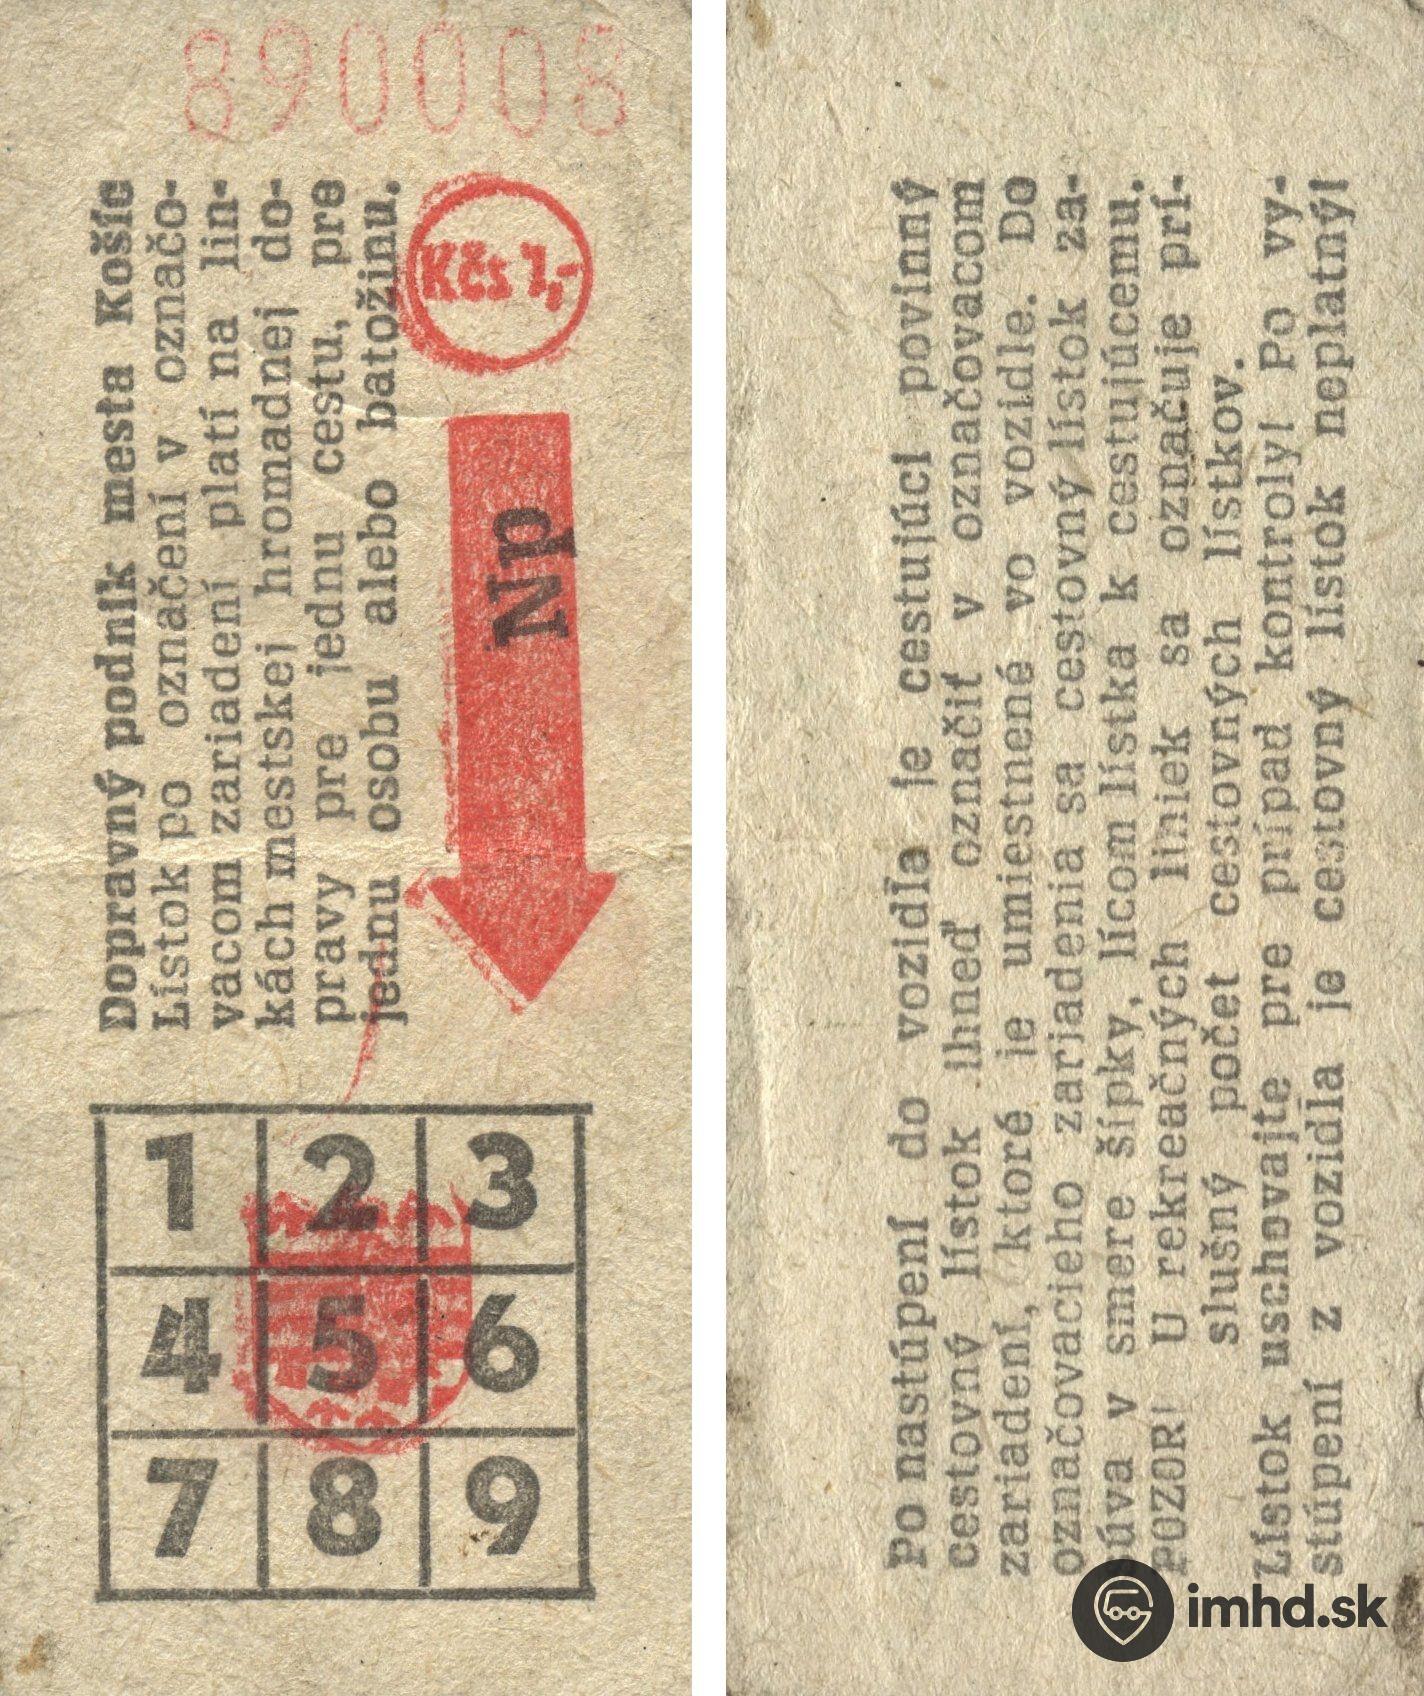 890008
Dopravný podnik mesta Košíc
Lístok po označení v označo-
vacom zariadení platí na lin-
kách mestskej hromadnej do-
pravy pre jednu cestu, pre
jednu osobu alebo batožinu.
Kčs 1,-
Np
1 2 3
4 5 6
7 8 9
Po nastúpení do vozidla je cestujúci povinný
cestovný lístok ihneď označiť v označovacom
zariadení, ktoré je umiestnené vo vozidle. Do
označovacieho zariadenia sa cestovný lístok za-
súva v smere šípky, lícom lístka k cestujúcemu.
POZOR! U rekreačných liniek sa označuje prí-
slušný počet cestovných lístkov.
Lístok uschovajte pre prípad kontroly! Po vy-
stúpení z vozidla je cestovný lístok neplatný!
imhd.sk